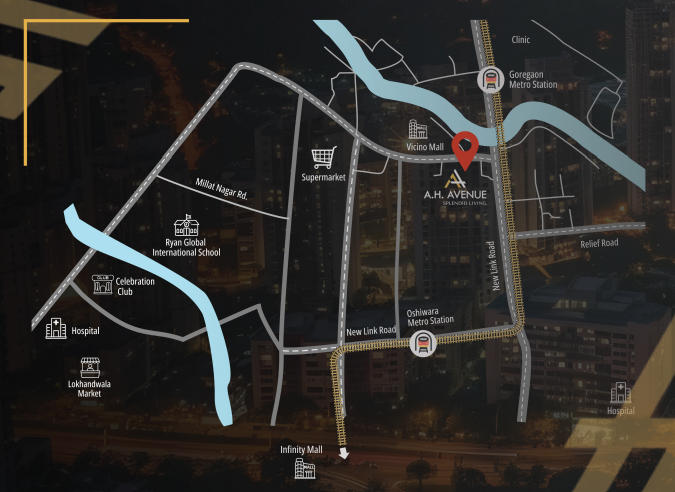 Clinic
Goregaon
Metro Station
Vicino Mall
Supermarket
Millat Nagar Rd.
A.H. AVENUE
SPLENDID LIVING
Ryan Global
International School
New Link Road
Relief Road
CLUB
Celebration
Club
Oshiwara
Metro Station
New Link Road
Hospital
Lokhandwala
Market
Hospital
Infinity Mall